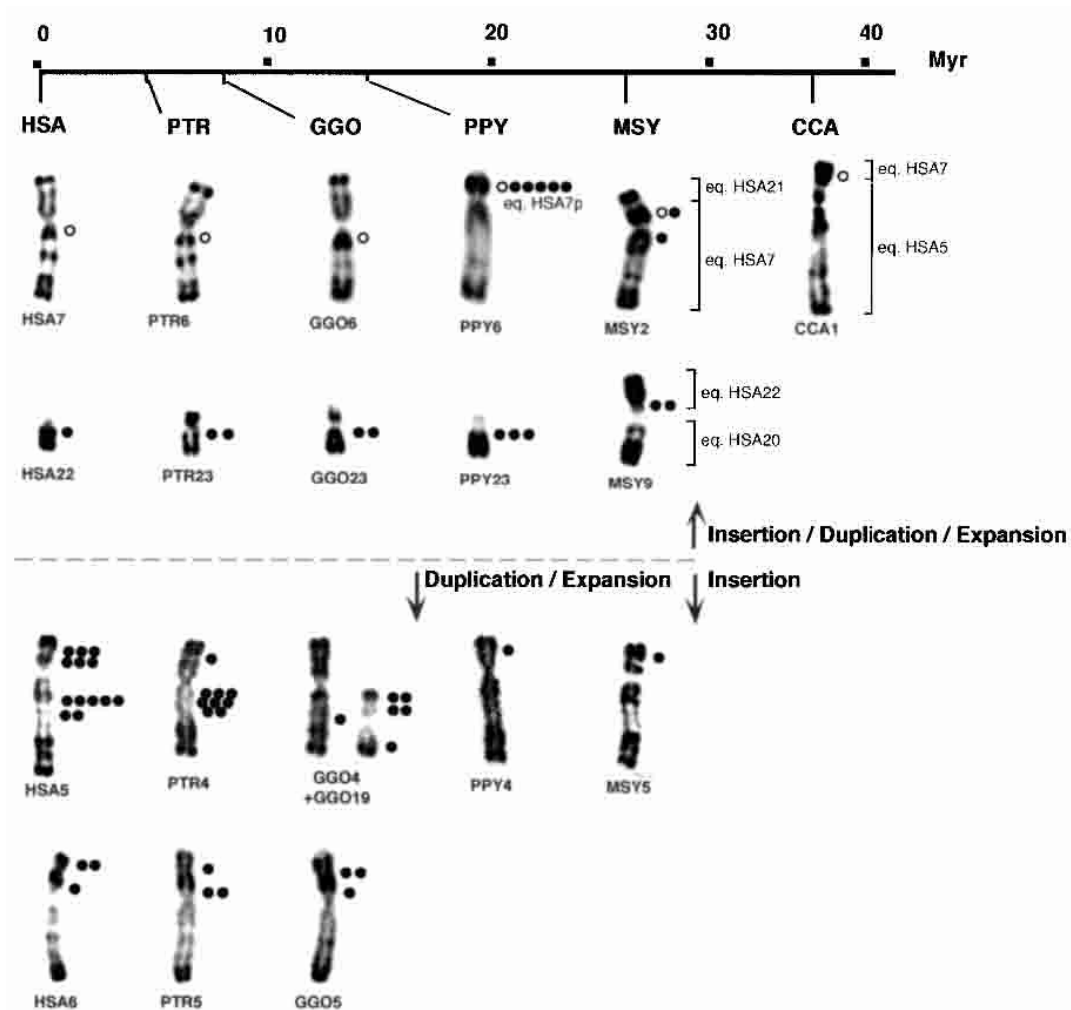 0 10 20 30 40
Myr
HSA PTR GGO PPY MSY CCA
eq. HSA7p
eq. HSA21
eq. HSA7
eq. HSA7
eq. HSA5
HSA7 PTR6 GGO6 PPY6 MSY2 CCA1
eq. HSA22
eq. HSA20
HSA22 PTR23 GGO23 PPY23 MSY9
Insertion / Duplication / Expansion
Duplication / Expansion Insertion
HSA5 PTR4 GGO4 PPY4 MSY5
+GGO19
HSA6 PTR5 GGO5